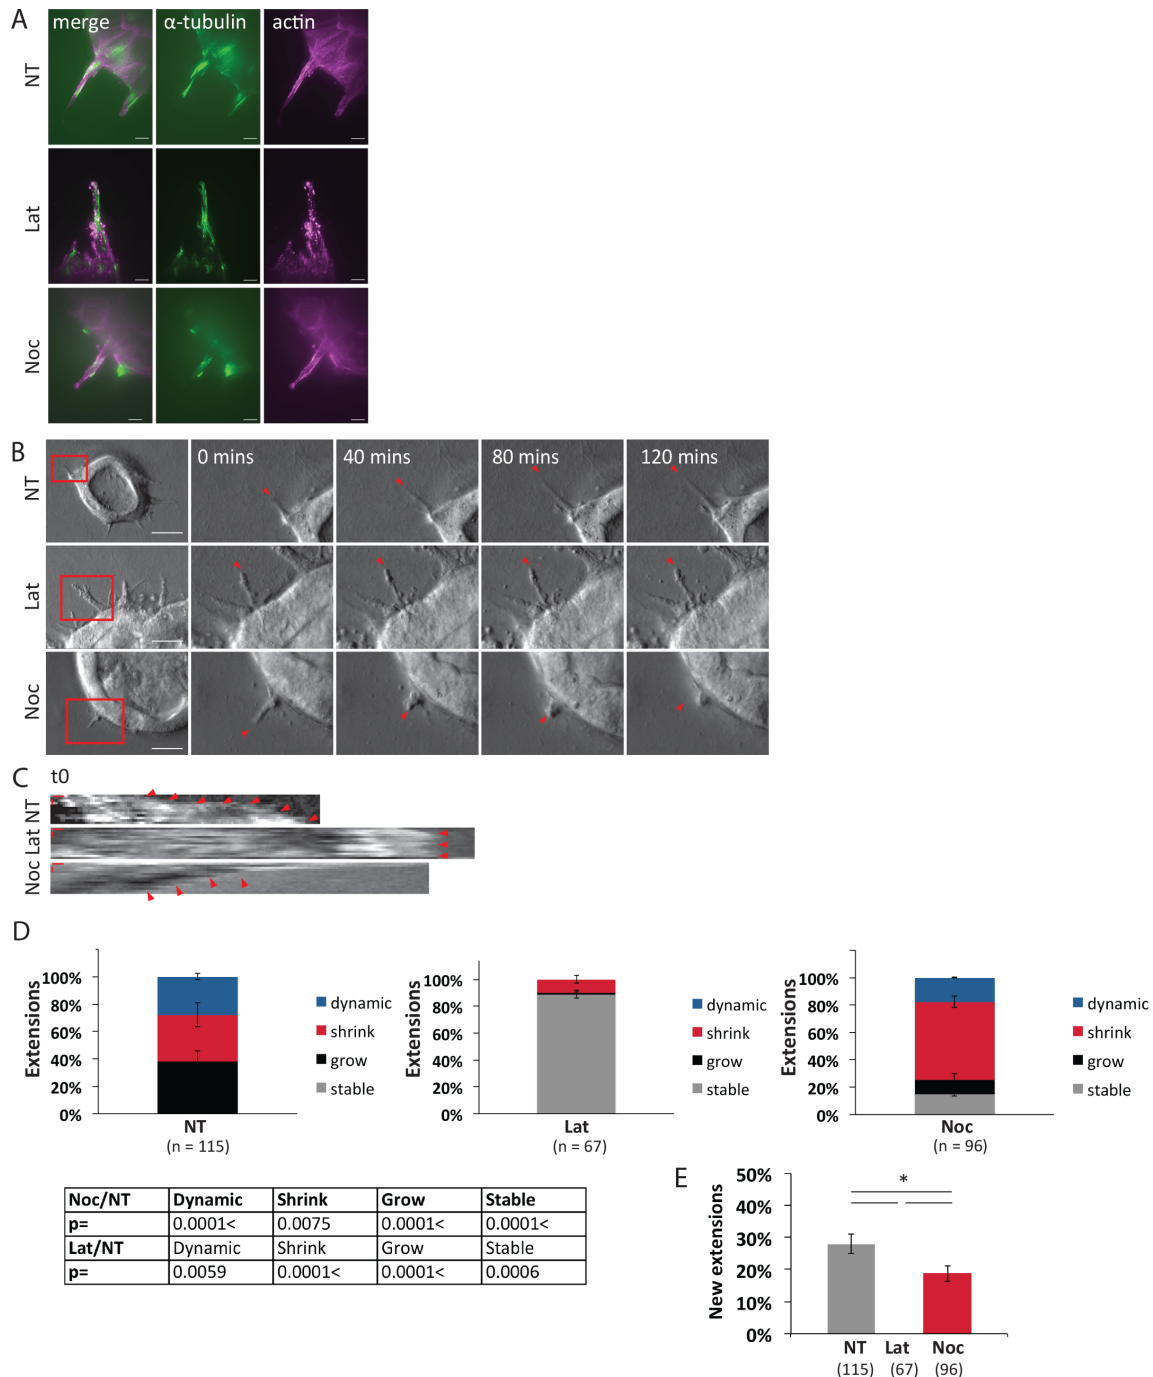 A
merge
α-tubulin
actin
NT
Lat
Noc
B
0 mins
40 mins
80 mins
120 mins
NT
Lat
Noc
C
t0
NT
Lat
Noc
D
Extensions
100%
80%
60%
40%
20%
0%
dynamic
shrink
grow
stable
NT
(n = 115)
Extensions
100%
80%
60%
40%
20%
0%
dynamic
shrink
grow
stable
Lat
(n = 67)
Extensions
100%
80%
60%
40%
20%
0%
dynamic
shrink
grow
stable
Noc
(n = 96)
Noc/NT Dynamic Shrink Grow Stable
p= 0.0001< 0.0075 0.0001< 0.0001<
Lat/NT Dynamic Shrink Grow Stable
p= 0.0059 0.0001< 0.0001< 0.0006
E
New extensions
50%
40%
30%
20%
10%
0%
*
NT Lat Noc
(115) (67) (96)